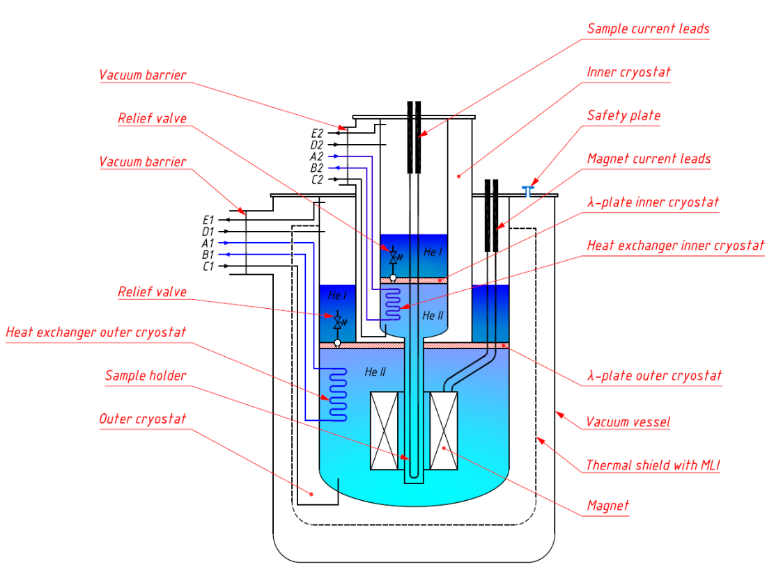 Sample current leads
Vacuum barrier
Inner cryostat
Relief valve
Safety plate
E2
D2
A2
B2
C2
Vacuum barrier
Magnet current leads
λ-plate inner cryostat
E1
D1
A1
B1
C1
He I
Heat exchanger inner cryostat
Relief valve
He I
He II
Heat exchanger outer cryostat
Sample holder
He II
λ-plate outer cryostat
Outer cryostat
Vacuum vessel
Thermal shield with MLI
Magnet